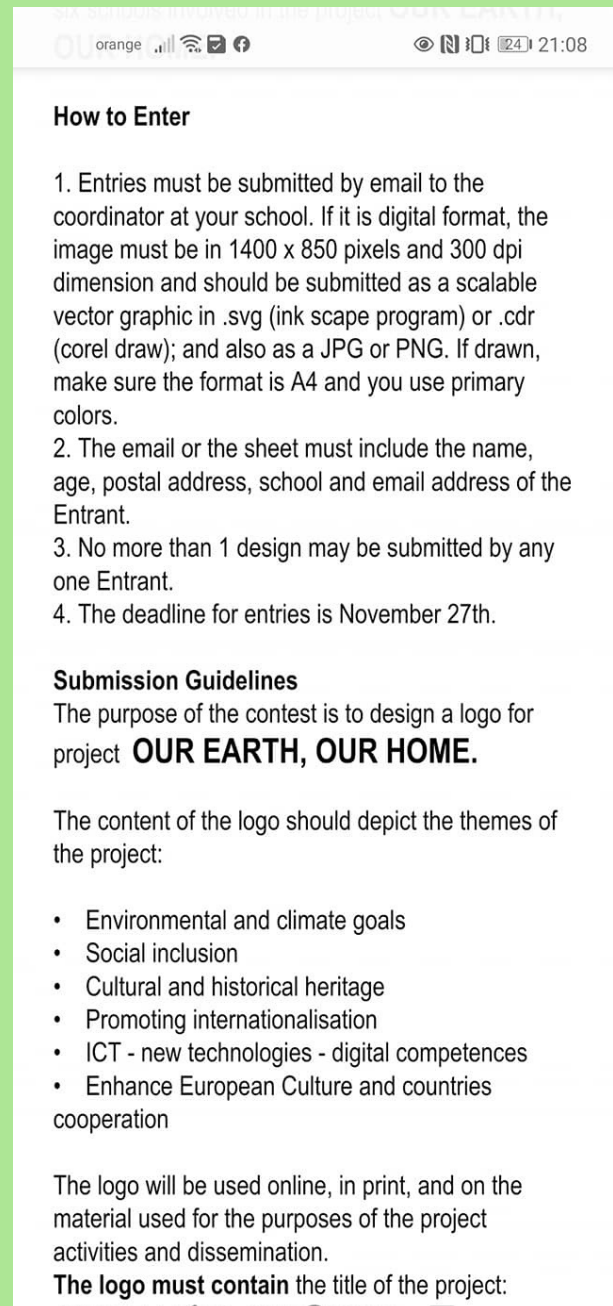 six schools involved in the project OUR EARTH,
OUR HOME.
orange 24 21:08
How to Enter
1. Entries must be submitted by email to the
coordinator at your school. If it is digital format, the
image must be in 1400 x 850 pixels and 300 dpi
dimension and should be submitted as a scalable
vector graphic in .svg (ink scape program) or .cdr
(corel draw); and also as a JPG or PNG. If drawn,
make sure the format is A4 and you use primary
colors.
2. The email or the sheet must include the name,
age, postal address, school and email address of the
Entrant.
3. No more than 1 design may be submitted by any
one Entrant.
4. The deadline for entries is November 27th.
Submission Guidelines
The purpose of the contest is to design a logo for
project OUR EARTH, OUR HOME.
The content of the logo should depict the themes of
the project:
• Environmental and climate goals
• Social inclusion
• Cultural and historical heritage
• Promoting internationalisation
• ICT - new technologies - digital competences
• Enhance European Culture and countries
cooperation
The logo will be used online, in print, and on the
material used for the purposes of the project
activities and dissemination.
The logo must contain the title of the project: